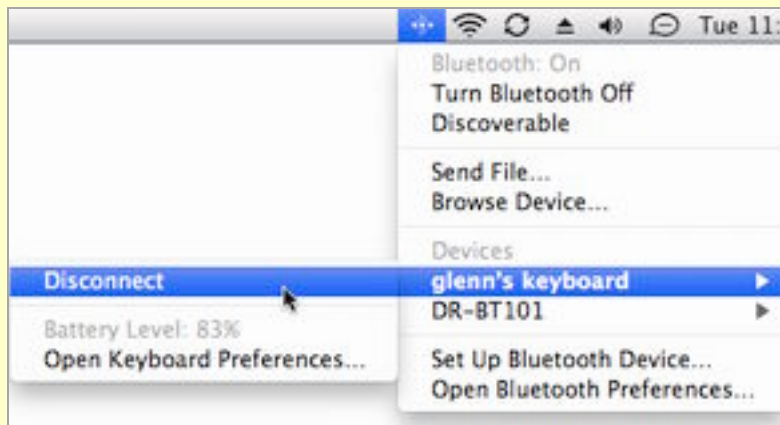 Tue 11:
Bluetooth: On
Turn Bluetooth Off
Discoverable
Send File...
Browse Device...
Devices
glenn's keyboard
DR-BT101
Set Up Bluetooth Device...
Open Bluetooth Preferences...
Disconnect
Battery Level: 83%
Open Keyboard Preferences...